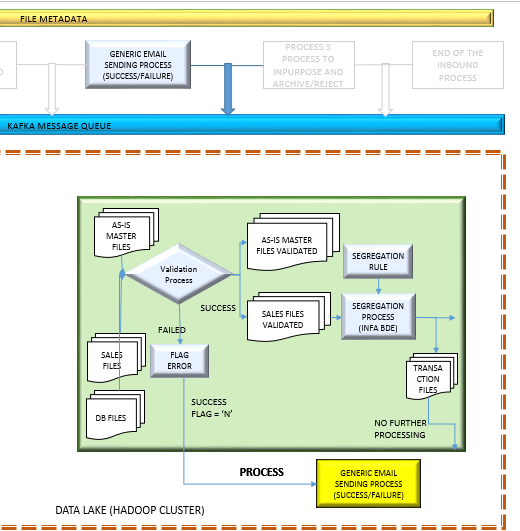 FILE METADATA
D
GENERIC EMAIL
SENDING PROCESS
(SUCCESS/FAILURE)
PROCESS 3
PROCESS TO
INPURPOSE AND
ARCHIVE/REJECT
END OF THE
INBOUND
PROCESS
KAFKA MESSAGE QUEUE
AS-IS
MASTER
FILES
AS-IS MASTER
FILES VALIDATED
SEGREGATION
RULE
Validation
Process
SUCCESS
SALES FILES
VALIDATED
SEGREGATION
PROCESS
(INFA BDE)
FAILED
SALES
FILES
FLAG
ERROR
TRANSA
CTION
FILES
DB FILES
SUCCESS
FLAG = ‘N’
NO FURTHER
PROCESSING
PROCESS
GENERIC EMAIL
SENDING PROCESS
(SUCCESS/FAILURE)
DATA LAKE (HADOOP CLUSTER)